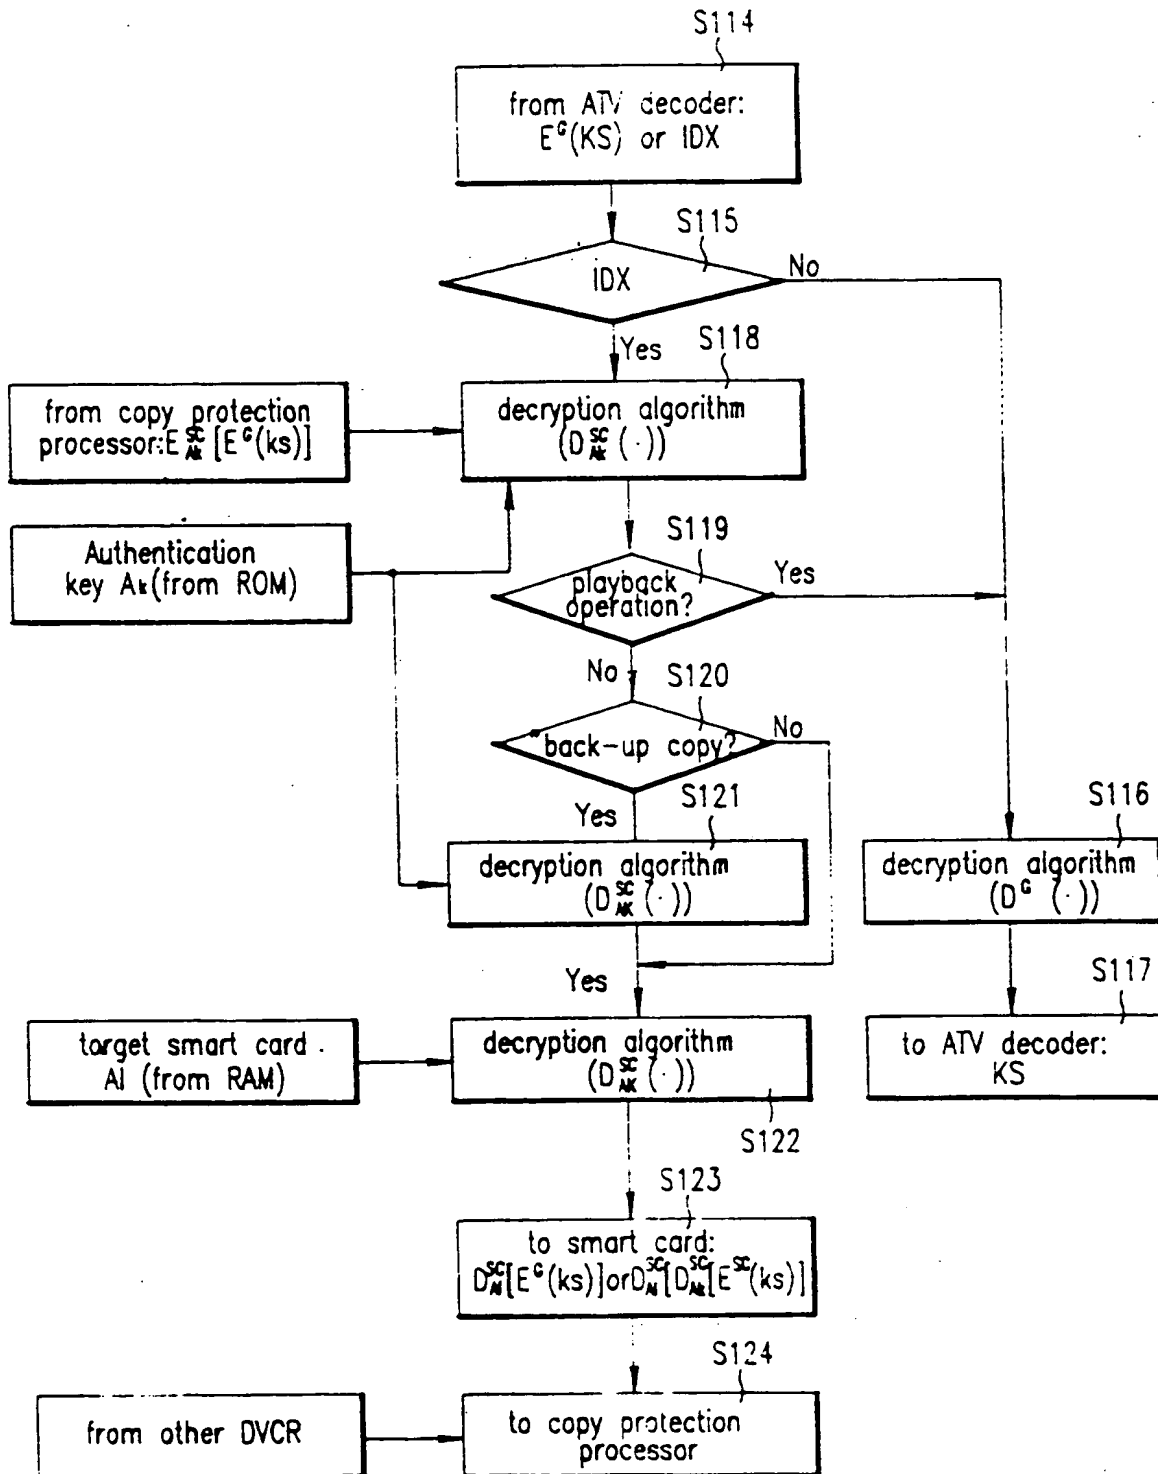 S114
from ATV decoder:
E^G(KS) or IDX
S115
IDX
No
Yes
S118
from copy protection
processor:E^SC_Ak[E^G(ks)]
decryption algorithm
(D^SC_Ak(·))
Authentication
key Ak(from ROM)
S119
playback
operation?
Yes
No
S120
back-up copy?
No
Yes
S121
decryption algorithm
(D^SC_AK(·))
S116
decryption algorithm
(D^G (·))
Yes
S117
to ATV decoder:
KS
target smart card
AI (from RAM)
decryption algorithm
(D^SC_AK(·))
S122
S123
to smart card:
D^SC_AI[E^G(ks)]orD^SC_AI[D^SC_Ak[E^SC(ks)]
S124
from other DVCR
to copy protection
processor